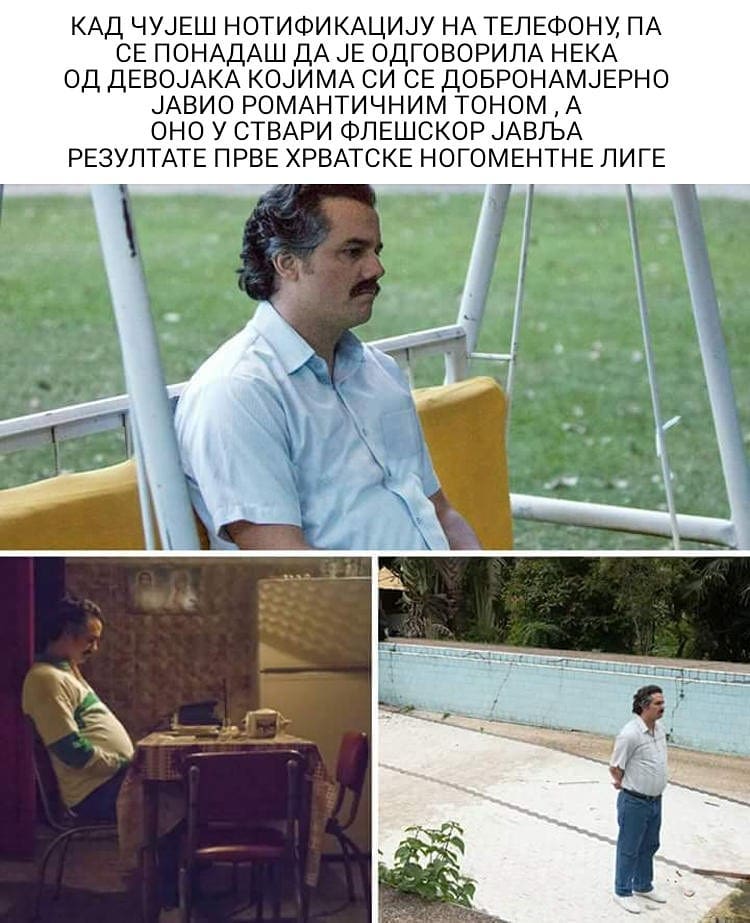 КАД ЧУЈЕШ НОТИФИКАЦИЈУ НА ТЕЛЕФОНУ, ПА
СЕ ПОНАДАШ ДА ЈЕ ОДГОВОРИЛА НЕКА
ОД ДЕВОЈАКА КОЈИМА СИ СЕ ДОБРОНАМЈЕРНО
ЈАВИО РОМАНТИЧНИМ ТОНОМ , А
ОНО У СТВАРИ ФЛЕШСКОР ЈАВЉА
РЕЗУЛТАТЕ ПРВЕ ХРВАТСКЕ НОГОМЕНТНЕ ЛИГЕ